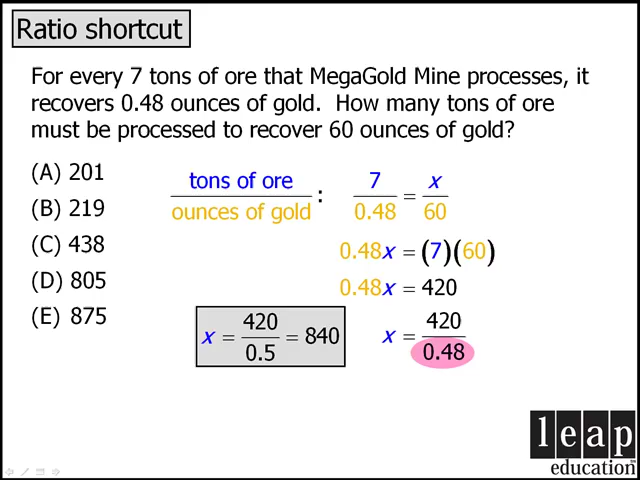 Ratio shortcut
For every 7 tons of ore that MegaGold Mine processes, it
recovers 0.48 ounces of gold.  How many tons of ore
must be processed to recover 60 ounces of gold?
(A) 201
(B) 219
(C) 438
(D) 805
(E) 875
tons of ore / ounces of gold : 7 / 0.48 = x / 60
0.48x = (7)(60)
0.48x = 420
x = 420 / 0.48
x = 420 / 0.5 = 840
leap
education™